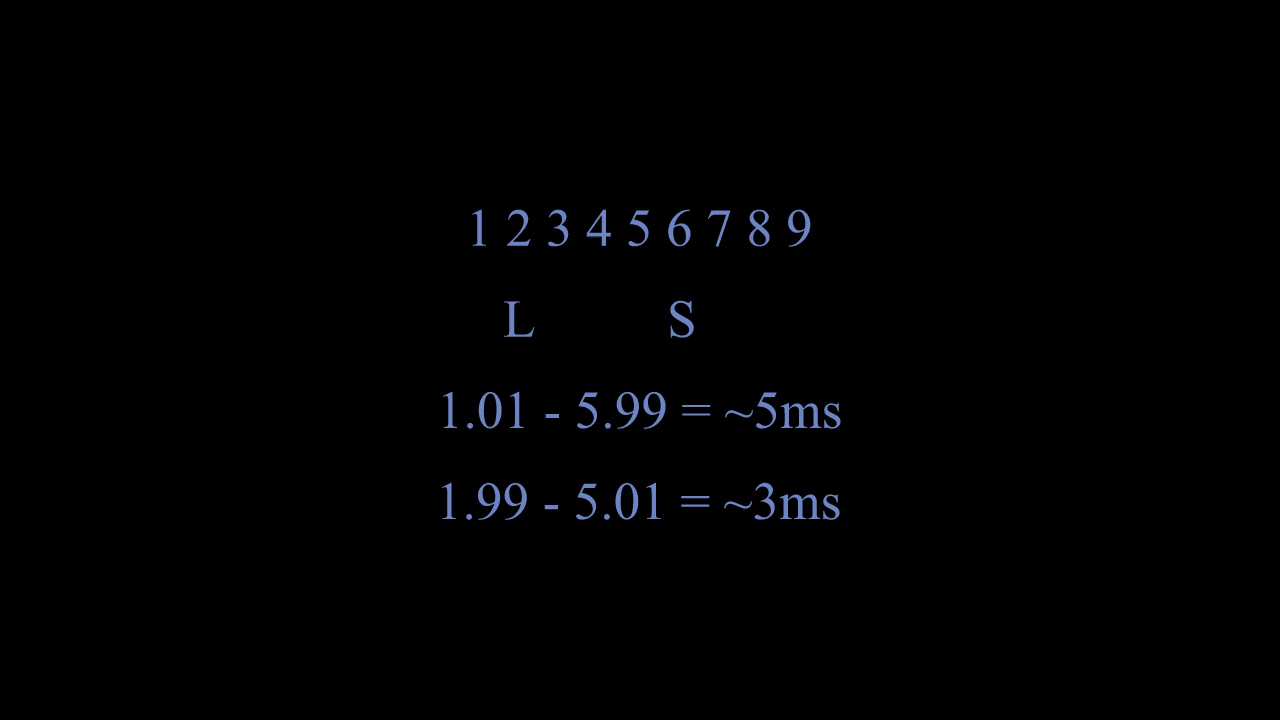 1 2 3 4 5 6 7 8 9
L S
1.01 - 5.99 = ~5ms
1.99 - 5.01 = ~3ms